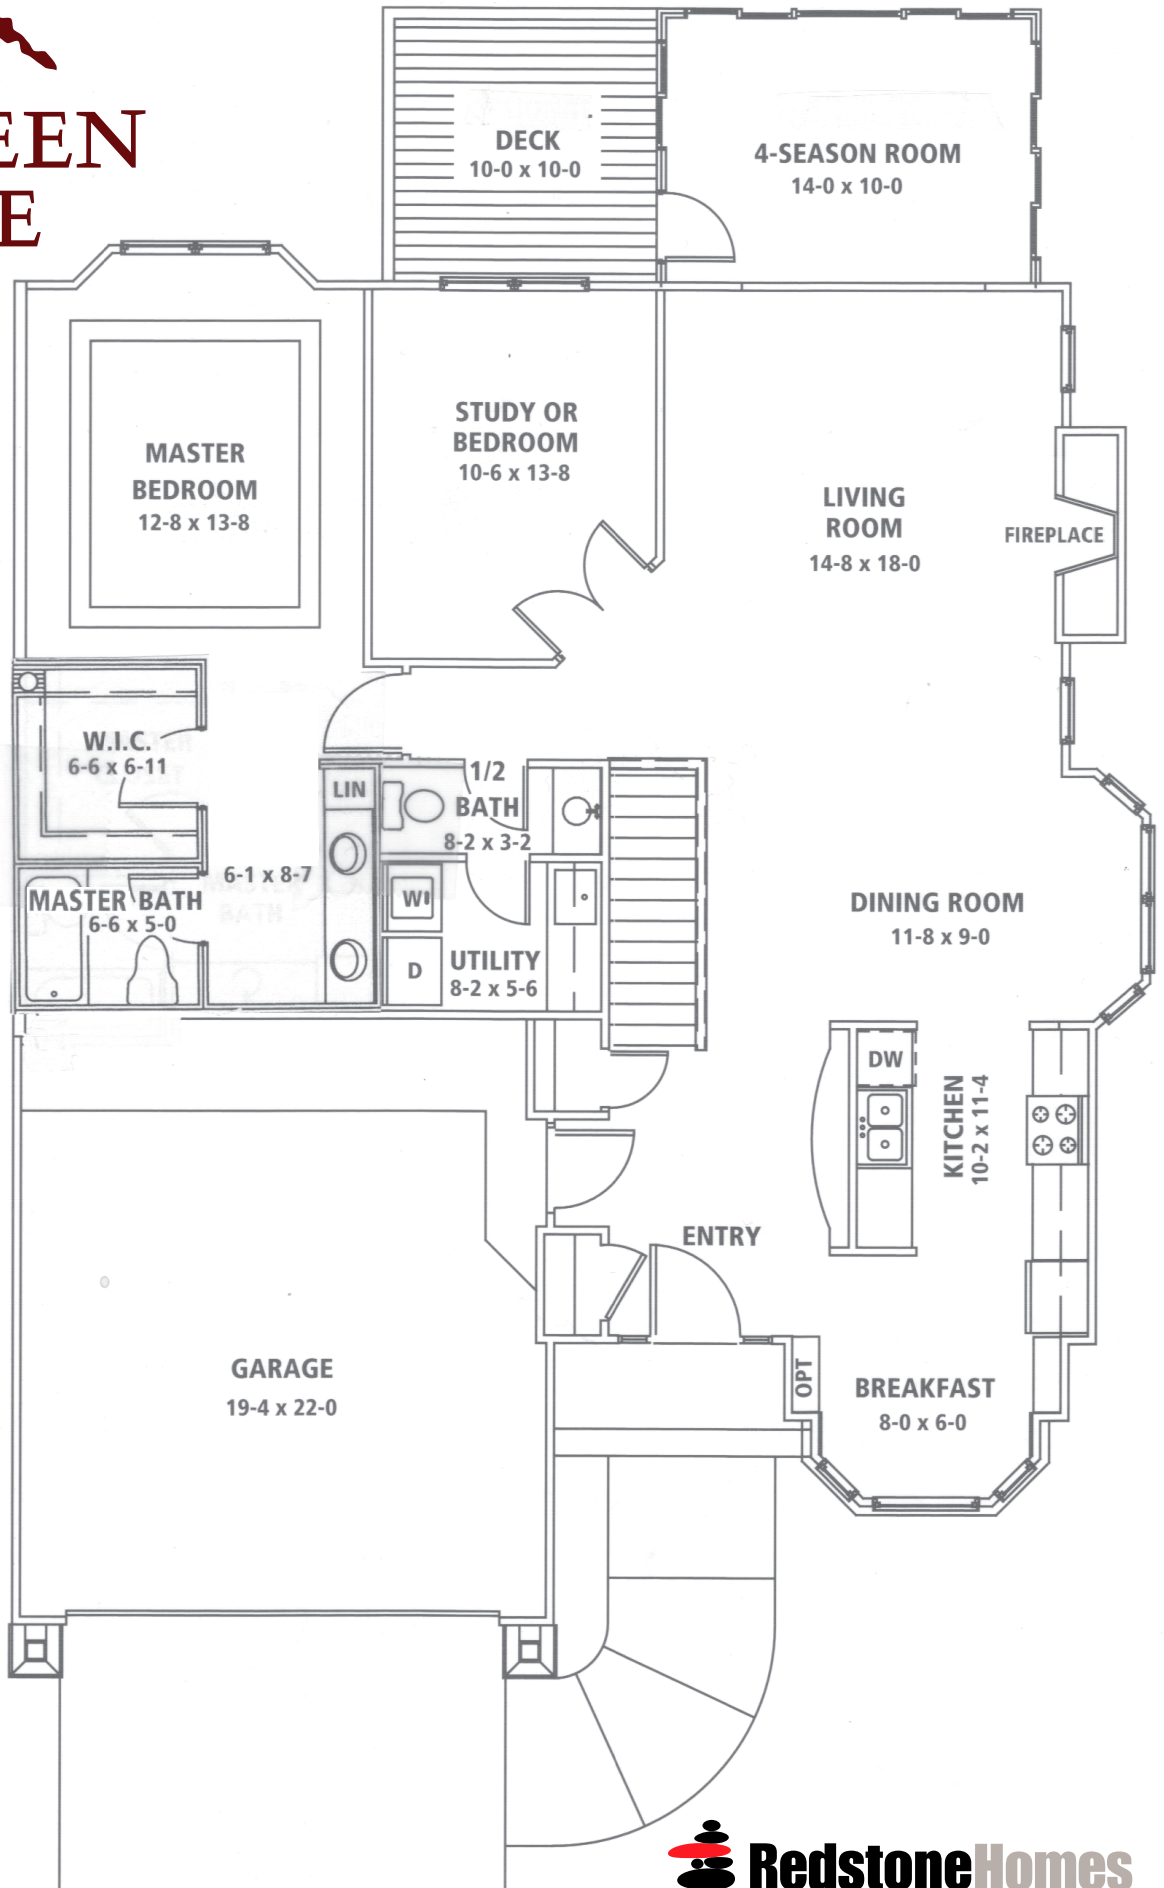 EEN
E
DECK
10-0 x 10-0
4-SEASON ROOM
14-0 x 10-0
MASTER
BEDROOM
12-8 x 13-8
STUDY OR
BEDROOM
10-6 x 13-8
LIVING
ROOM
14-8 x 18-0
FIREPLACE
W.I.C.
6-6 x 6-11
LIN
1/2
BATH
8-2 x 3-2
6-1 x 8-7
MASTER BATH
6-6 x 5-0
W
D
UTILITY
8-2 x 5-6
DINING ROOM
11-8 x 9-0
DW
KITCHEN
10-2 x 11-4
ENTRY
GARAGE
19-4 x 22-0
OPT
BREAKFAST
8-0 x 6-0
RedstoneHomes